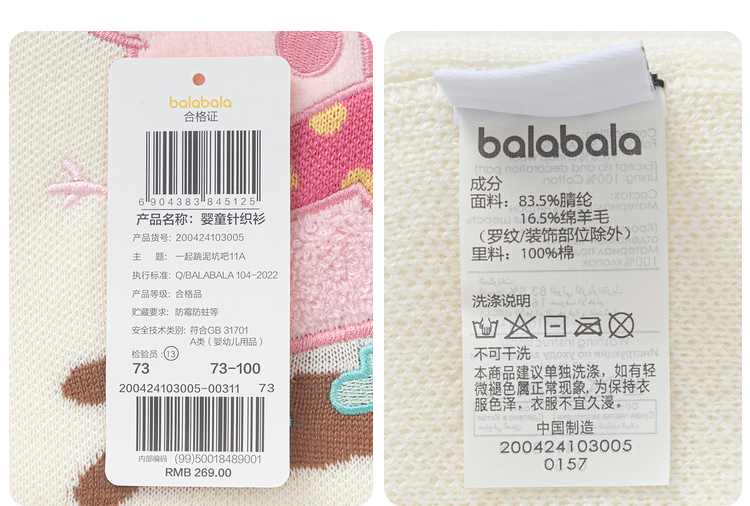 balabala
合格证
6 904383 845125
产品名称: 婴童针织衫
产品货号: 200424103005
主 题: 一起跳泥坑吧11A
执行标准: Q/BALABALA 104-2022
产品等级: 合格品
贮藏要求: 防霉防蛀等
安全技术类别: 符合GB 31701
A类 (婴幼儿用品)
检验员: 13
73 73-100
200424103005-00311 73
内部编码 (99)50018489001
RMB 269.00
balabala
成分
面料: 83.5%腈纶
16.5%绵羊毛
(罗纹/装饰部位除外)
里料: 100%棉
洗涤说明
不可干洗
本商品建议单独洗涤, 如有轻
微褪色属正常现象, 为保持衣
服色泽, 衣服不宜久浸。
中国制造
200424103005
0157